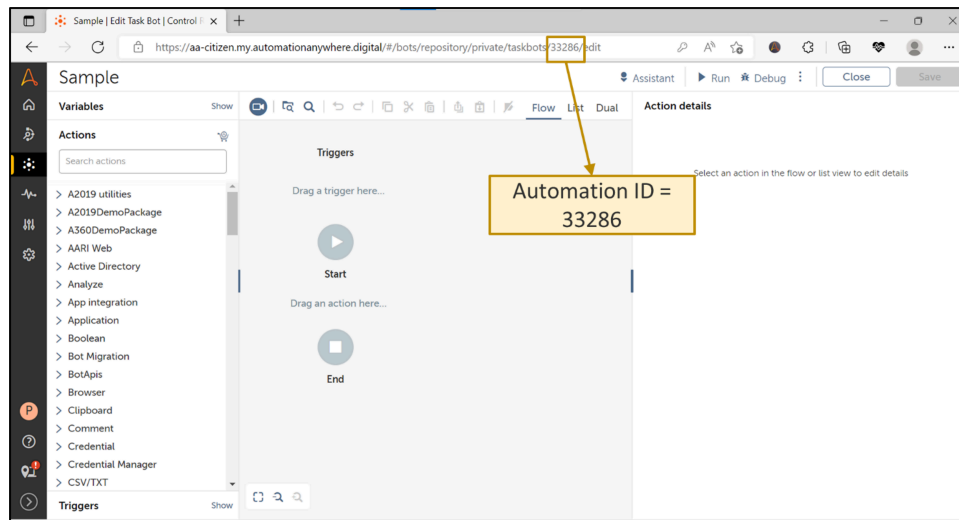 Sample | Edit Task Bot | Control R
https://aa-citizen.my.automationanywhere.digital/#/bots/repository/private/taskbots/33286/edit
Sample
Assistant
Run
Debug
Close
Save
Variables
Show
Flow
List
Dual
Action details
Actions
Search actions
Triggers
Select an action in the flow or list view to edit details
Drag a trigger here...
Automation ID =
33286
A2019 utilities
A2019DemoPackage
A360DemoPackage
AARI Web
Active Directory
Analyze
App integration
Application
Boolean
Bot Migration
BotApis
Browser
Clipboard
Comment
Credential
Credential Manager
CSV/TXT
Start
Drag an action here...
End
P
Triggers
Show